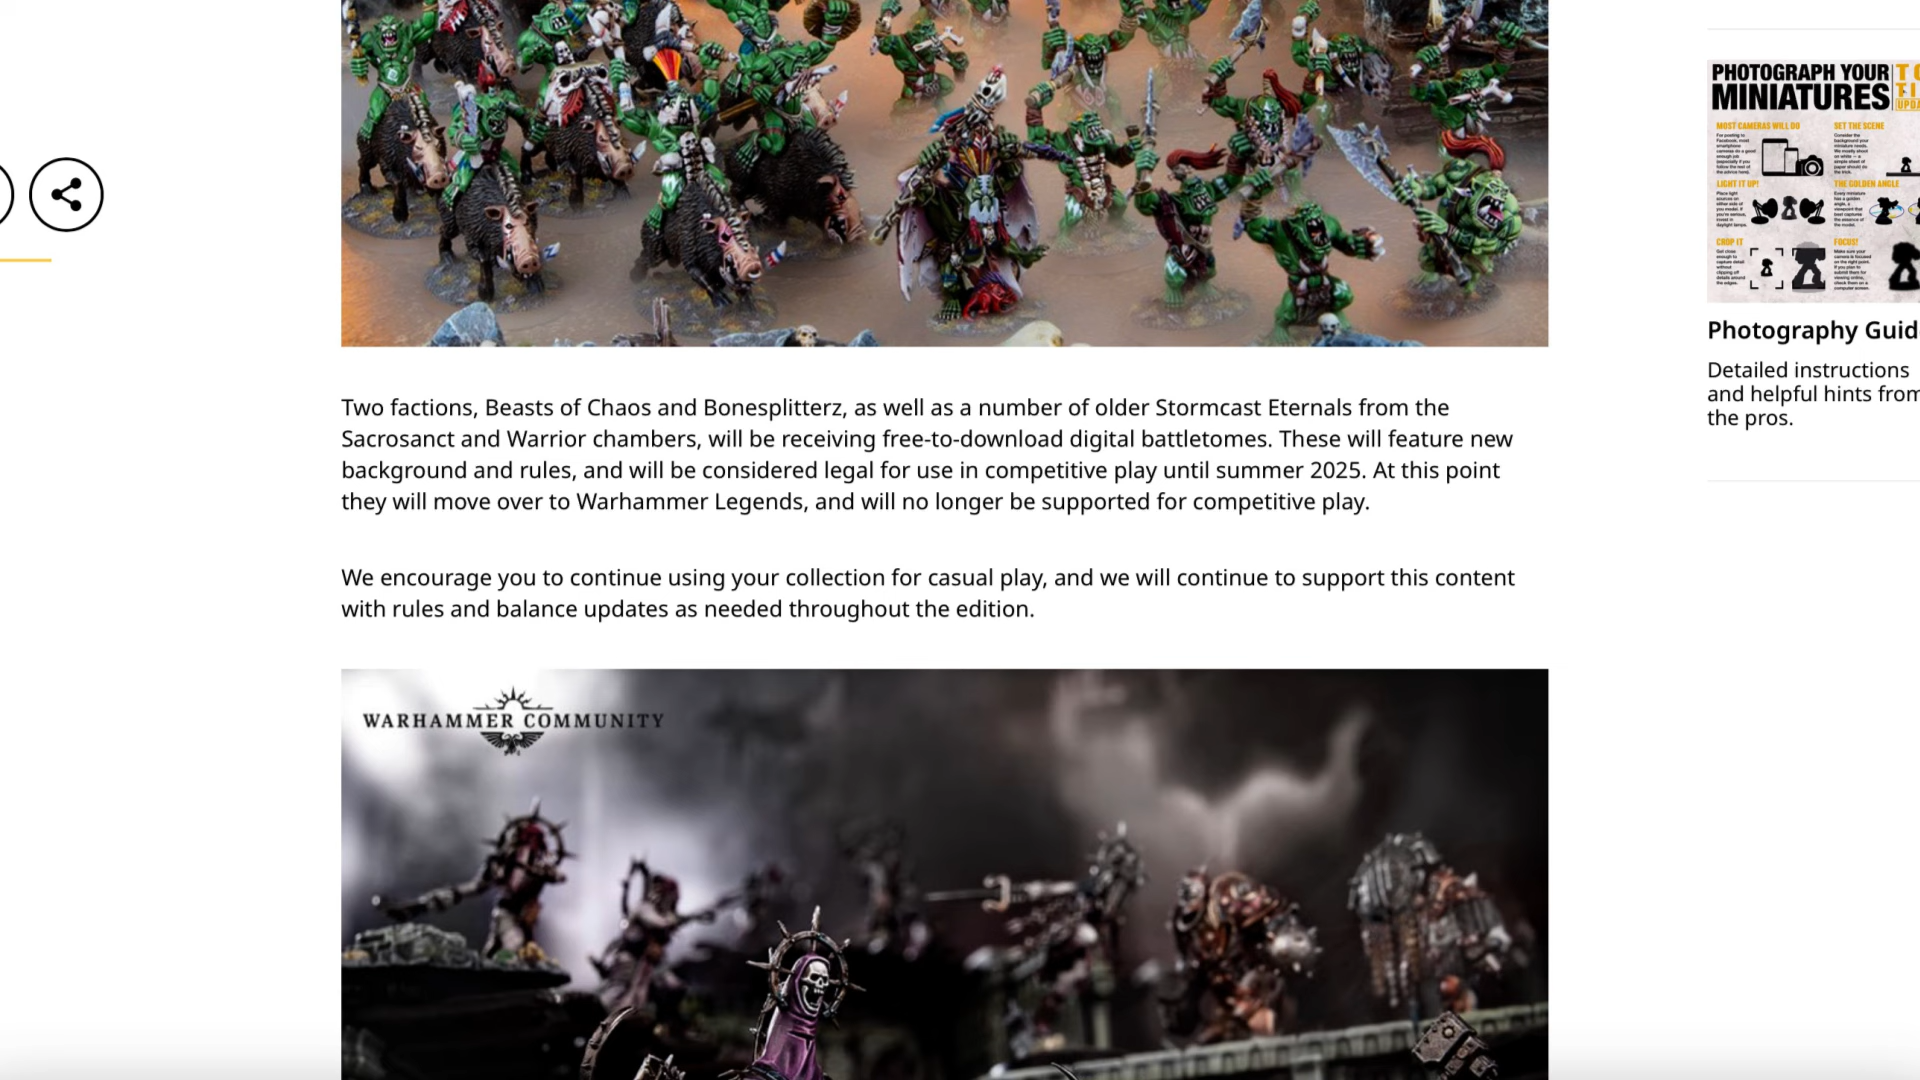 Two factions, Beasts of Chaos and Bonesplitterz, as well as a number of older Stormcast Eternals from the
Sacrosanct and Warrior chambers, will be receiving free-to-download digital battletomes. These will feature new
background and rules, and will be considered legal for use in competitive play until summer 2025. At this point
they will move over to Warhammer Legends, and will no longer be supported for competitive play.
We encourage you to continue using your collection for casual play, and we will continue to support this content
with rules and balance updates as needed throughout the edition.
WARHAMMER COMMUNITY
PHOTOGRAPH YOUR
MINIATURES
MOST CAMERAS WILL DO
SET THE SCENE
LIGHT IT UP!
THE GOLDEN ANGLE
CROP IT
FOCUS!
Photography Guid
Detailed instructions
and helpful hints from
the pros.